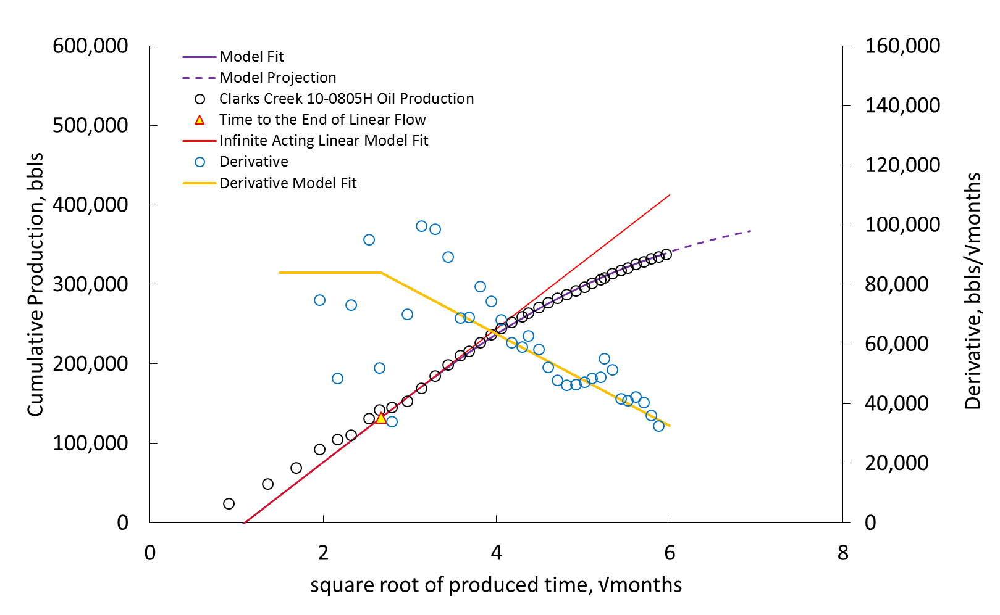 600,000
500,000
400,000
300,000
200,000
100,000
0
Cumulative Production, bbls
Model Fit
Model Projection
Clarks Creek 10-0805H Oil Production
Time to the End of Linear Flow
Infinite Acting Linear Model Fit
Derivative
Derivative Model Fit
160,000
140,000
120,000
100,000
80,000
60,000
40,000
20,000
0
Derivative, bbls/√months
0 2 4 6 8
square root of produced time, √months